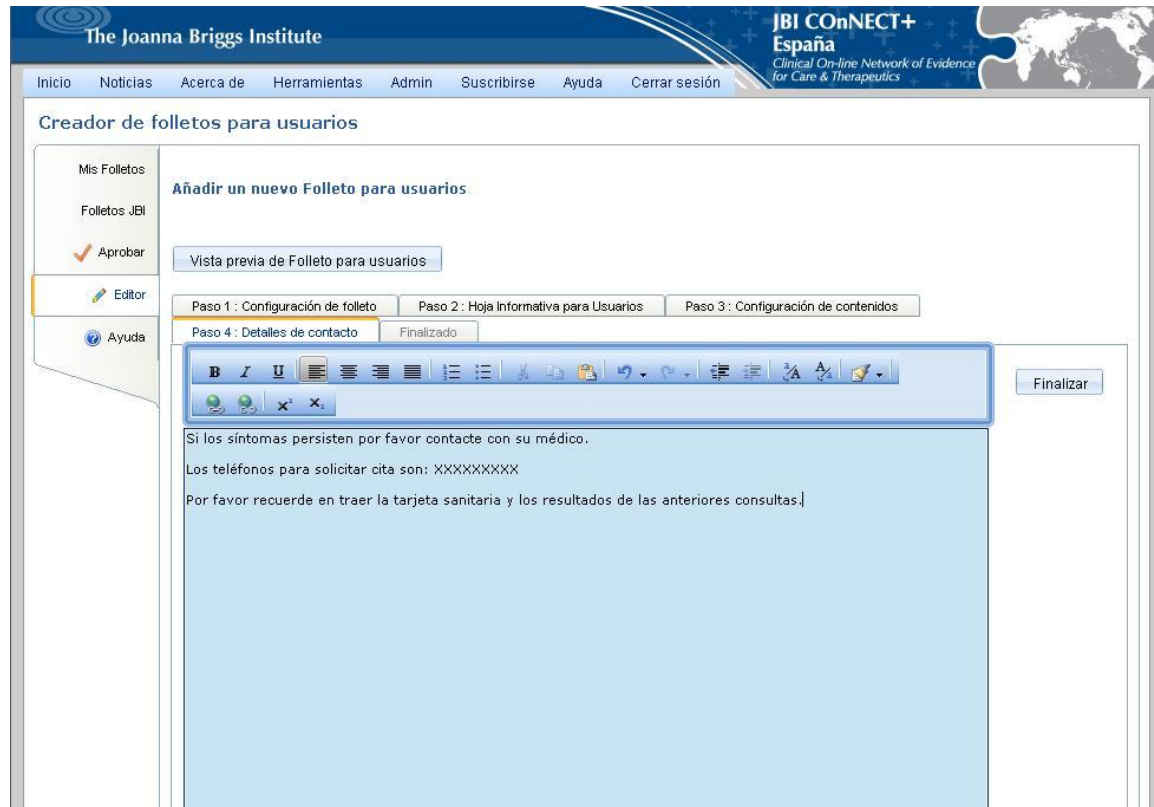 The Joanna Briggs Institute
JBI COnNECT+
España
Clinical On-line Network of Evidence
for Care & Therapeutics
Inicio Noticias Acerca de Herramientas Admin Suscribirse Ayuda Cerrar sesión
Creador de folletos para usuarios
Mis Folletos
Folletos JBI
Aprobar
Editor
Ayuda
Añadir un nuevo Folleto para usuarios
Vista previa de Folleto para usuarios
Paso 1 : Configuración de folleto Paso 2 : Hoja Informativa para Usuarios Paso 3 : Configuración de contenidos
Paso 4 : Detalles de contacto Finalizado
Finalizar
Si los síntomas persisten por favor contacte con su médico.
Los teléfonos para solicitar cita son: XXXXXXXXX
Por favor recuerde en traer la tarjeta sanitaria y los resultados de las anteriores consultas.